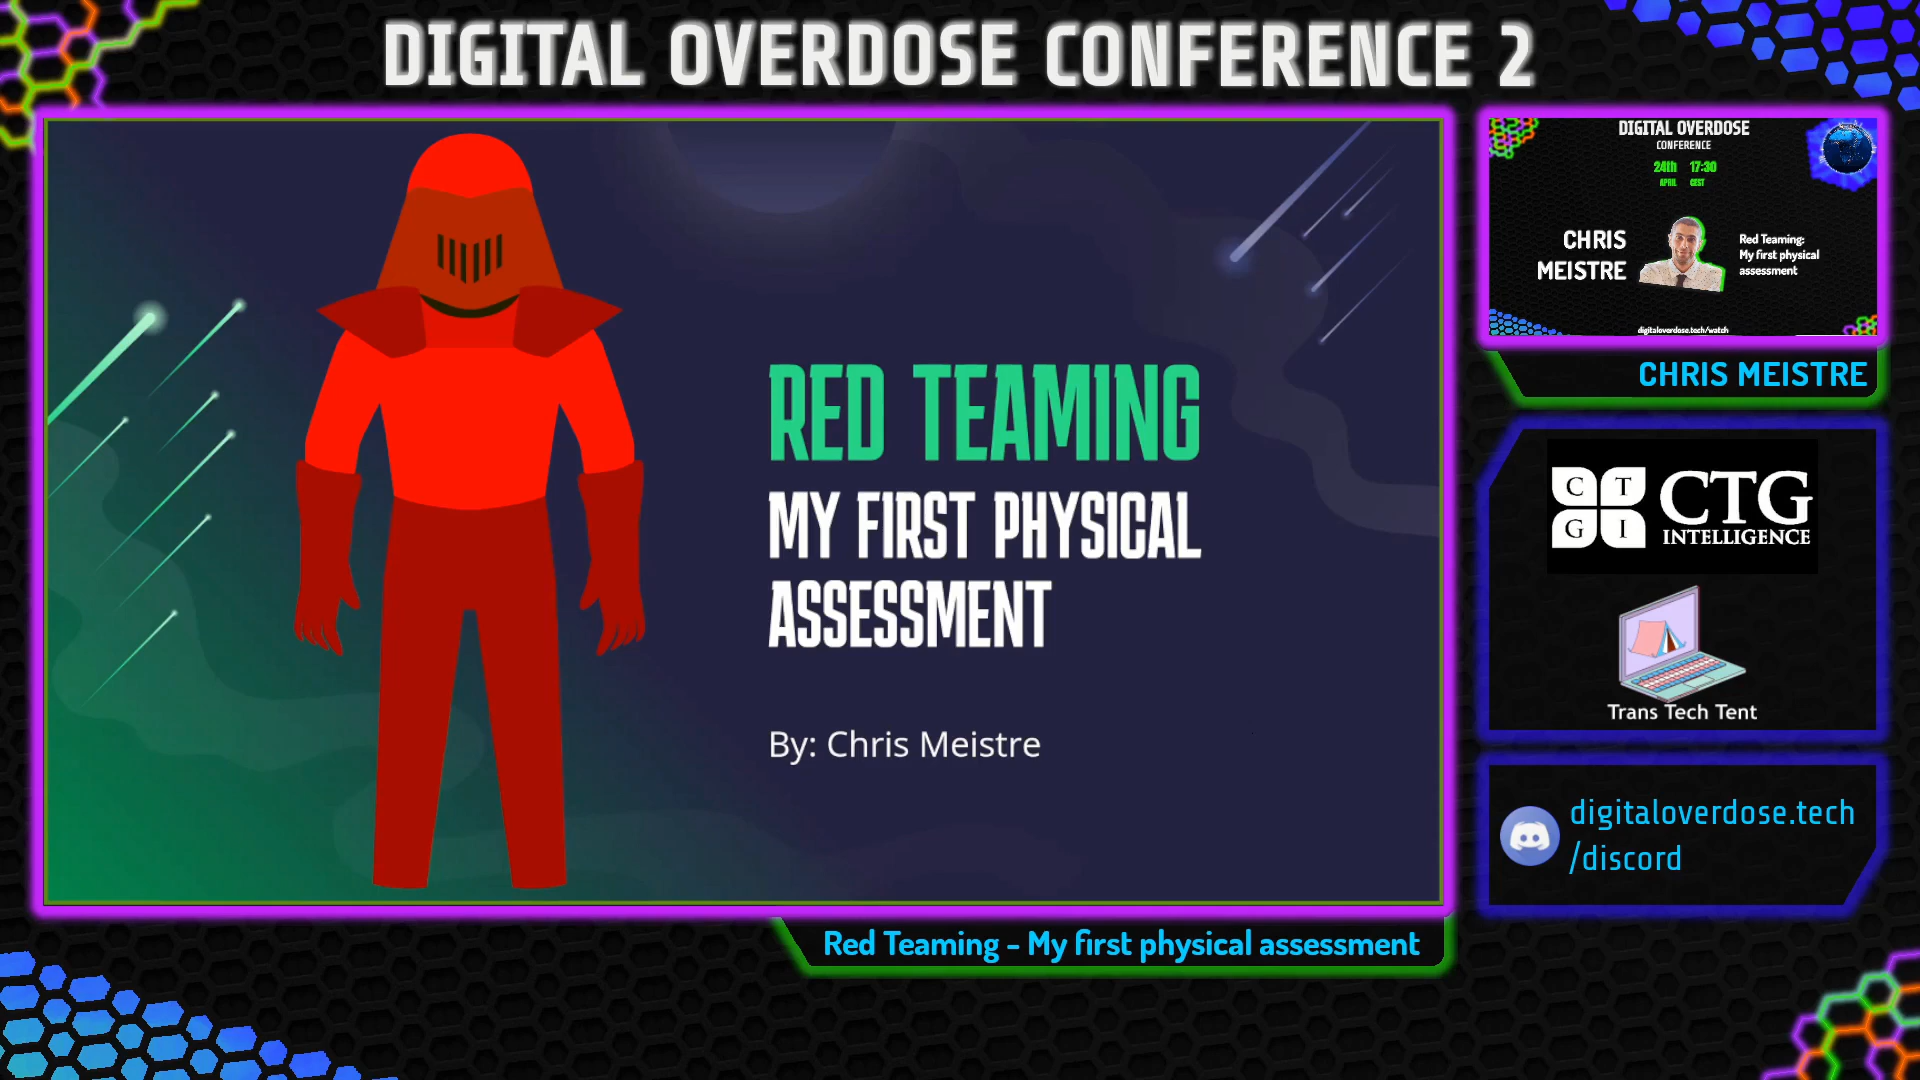 DIGITAL OVERDOSE CONFERENCE 2
RED TEAMING
MY FIRST PHYSICAL
ASSESSMENT
By: Chris Meistre
Red Teaming - My first physical assessment
DIGITAL OVERDOSE
CONFERENCE
24th 17:30
APRIL CEST
CHRIS
MEISTRE
Red Teaming:
My first physical
assessment
digitaloverdose.tech/watch
CHRIS MEISTRE
C T
G I
CTG
INTELLIGENCE
Trans Tech Tent
digitaloverdose.tech
/discord